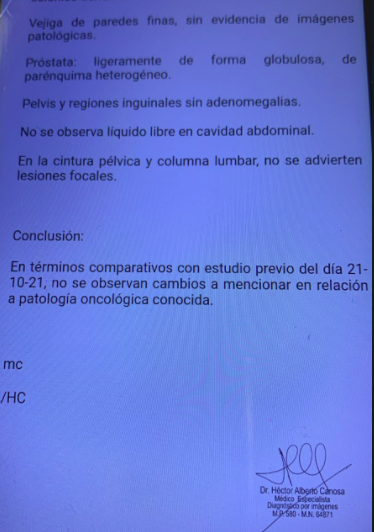 Vejiga de paredes finas, sin evidencia de imágenes
patológicas.
Próstata: ligeramente de forma globulosa, de
parénquima heterogéneo.
Pelvis y regiones inguinales sin adenomegalias.
No se observa líquido libre en cavidad abdominal.
En la cintura pélvica y columna lumbar, no se advierten
lesiones focales.
Conclusión:
En términos comparativos con estudio previo del día 21-
10-21, no se observan cambios a mencionar en relación
a patología oncológica conocida.
mc
/HC
Dr. Héctor Alberto Canosa
Médico Especialista
Diagnóstico por imágenes
M.P. 580 - M.N. 64871